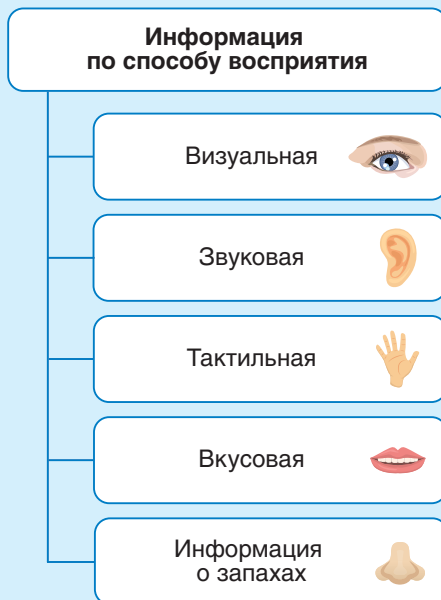 Информация
по способу восприятия
Визуальная
Звуковая
Тактильная
Вкусовая
Информация
о запахах